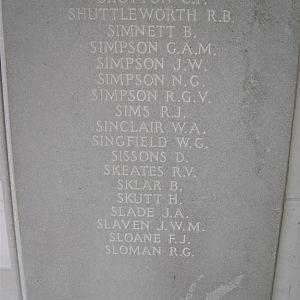 SHUTTLEWORTH R.B.
SIMNETT B.
SIMPSON G.A.M.
SIMPSON J.W.
SIMPSON N.G.
SIMPSON R.G.V.
SIMS R.J.
SINCLAIR W.A.
SINGFIELD W.G.
SISSONS D.
SKEATES R.V.
SKLAR B.
SKUTT H.
SLADE J.A.
SLAVEN J.W.M.
SLOANE F.J.
SLOMAN R.G.